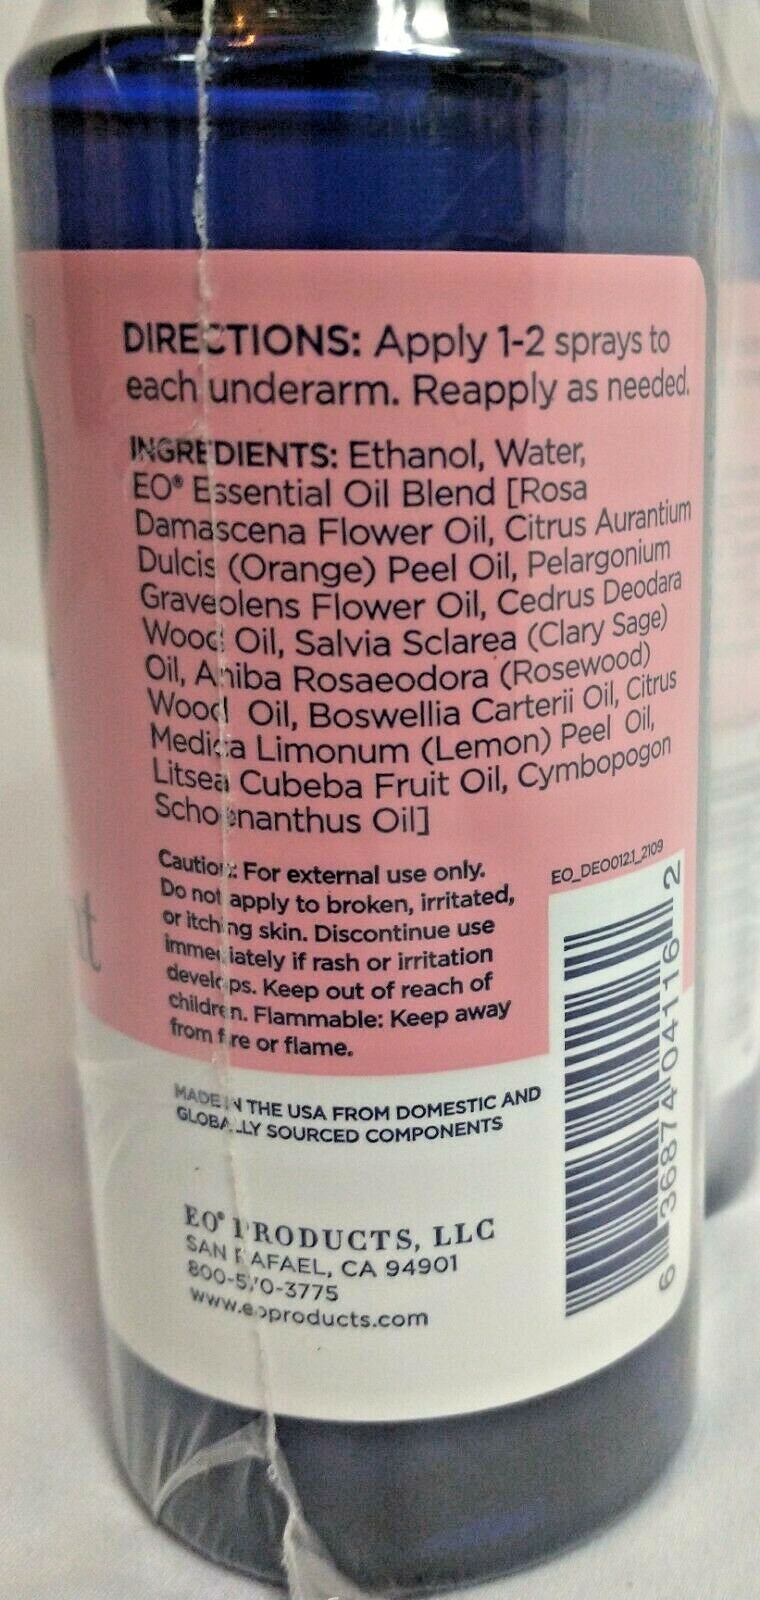 DIRECTIONS: Apply 1-2 sprays to
each underarm. Reapply as needed.
INGREDIENTS: Ethanol, Water,
EO® Essential Oil Blend [Rosa
Damascena Flower Oil, Citrus Aurantium
Dulcis (Orange) Peel Oil, Pelargonium
Graveolens Flower Oil, Cedrus Deodara
Wood Oil, Salvia Sclarea (Clary Sage)
Oil, Aniba Rosaeodora (Rosewood)
Wood Oil, Boswellia Carterii Oil, Citrus
Medica Limonum (Lemon) Peel Oil,
Litsea Cubeba Fruit Oil, Cymbopogon
Schoenanthus Oil]
Caution: For external use only.
Do not apply to broken, irritated,
or itching skin. Discontinue use
immediately if rash or irritation
develops. Keep out of reach of
children. Flammable: Keep away
from fire or flame.
EO_DEO012.1_2109
6 36874 04116 2
MADE IN THE USA FROM DOMESTIC AND
GLOBALLY SOURCED COMPONENTS
EO® PRODUCTS, LLC
SAN RAFAEL, CA 94901
800-570-3775
www.eoproducts.com